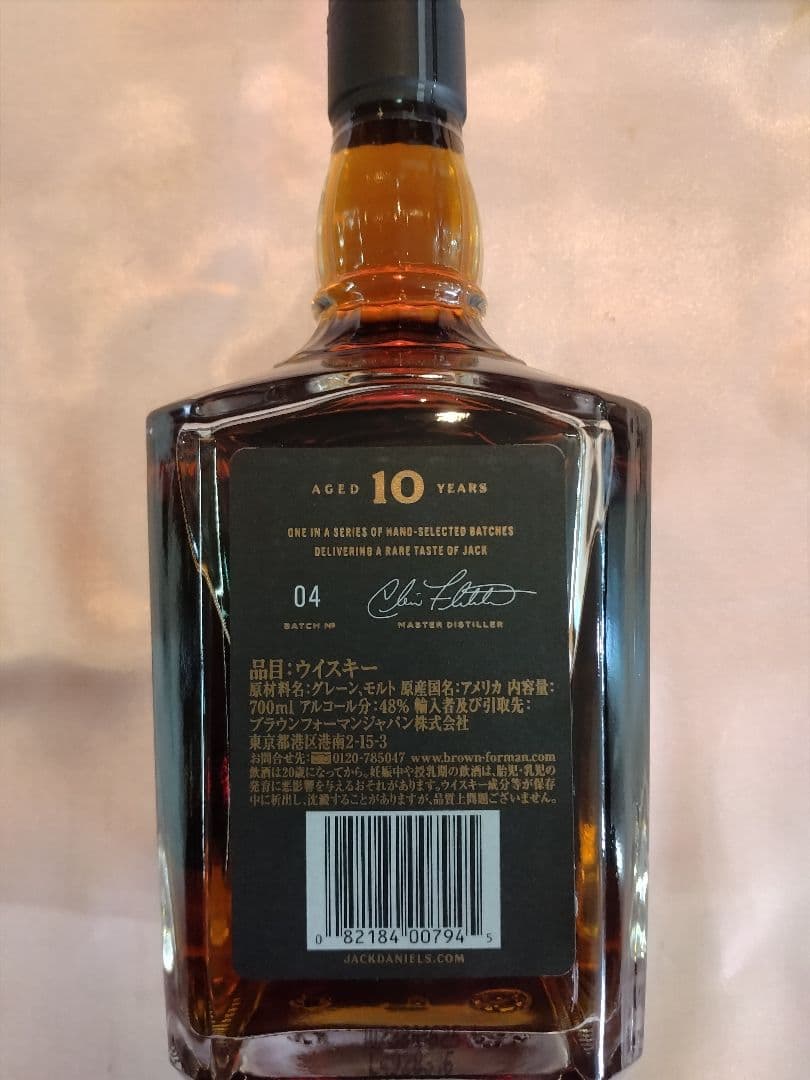 AGED 10 YEARS
ONE IN A SERIES OF HAND-SELECTED BATCHES
DELIVERING A RARE TASTE OF JACK
04
BATCH Nº
MASTER DISTILLER
品目:ウイスキー
原材料名:グレーン、モルト 原産国名:アメリカ 内容量:
700ml アルコール分:48% 輸入者及び引取先:
ブラウンフォーマンジャパン株式会社
東京都港区港南2-15-3
お問合せ先: 0120-785047 www.brown-forman.com
飲酒は20歳になってから。妊娠中や授乳期の飲酒は、胎児・乳児の
発育に悪影響を与えるおそれがあります。ウイスキー成分等が保存
中に析出し、沈澱することがありますが、品質上問題ございません。
0 82184 00794 5
JACKDANIELS.COM